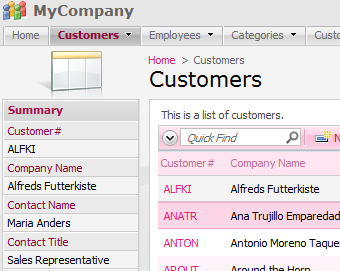 MyCompany
Home Customers Employees Categories
Home > Customers
Customers
Summary
Customer#
ALFKI
Company Name
Alfreds Futterkiste
Contact Name
Maria Anders
Contact Title
Sales Representative
This is a list of customers.
Quick Find
Customer# Company Name
ALFKI Alfreds Futterkiste
ANATR Ana Trujillo Emparedad
ANTON Antonio Moreno Taque
AROUT Around the Horn